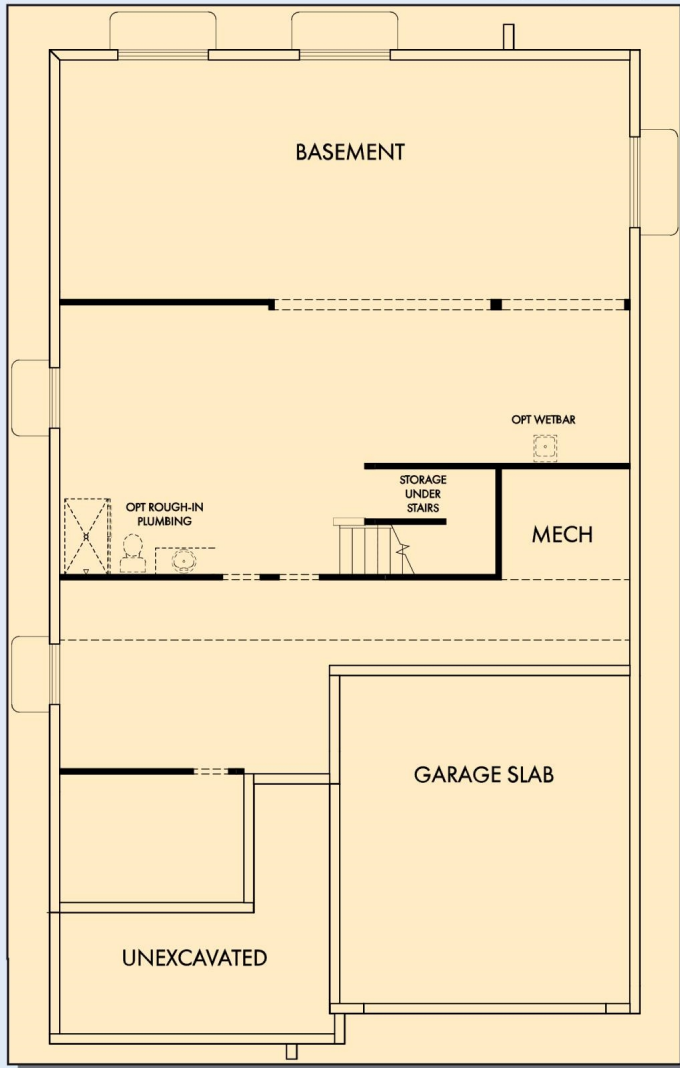 BASEMENT
OPT WETBAR
STORAGE
UNDER
STAIRS
OPT ROUGH-IN
PLUMBING
MECH
GARAGE SLAB
UNEXCAVATED